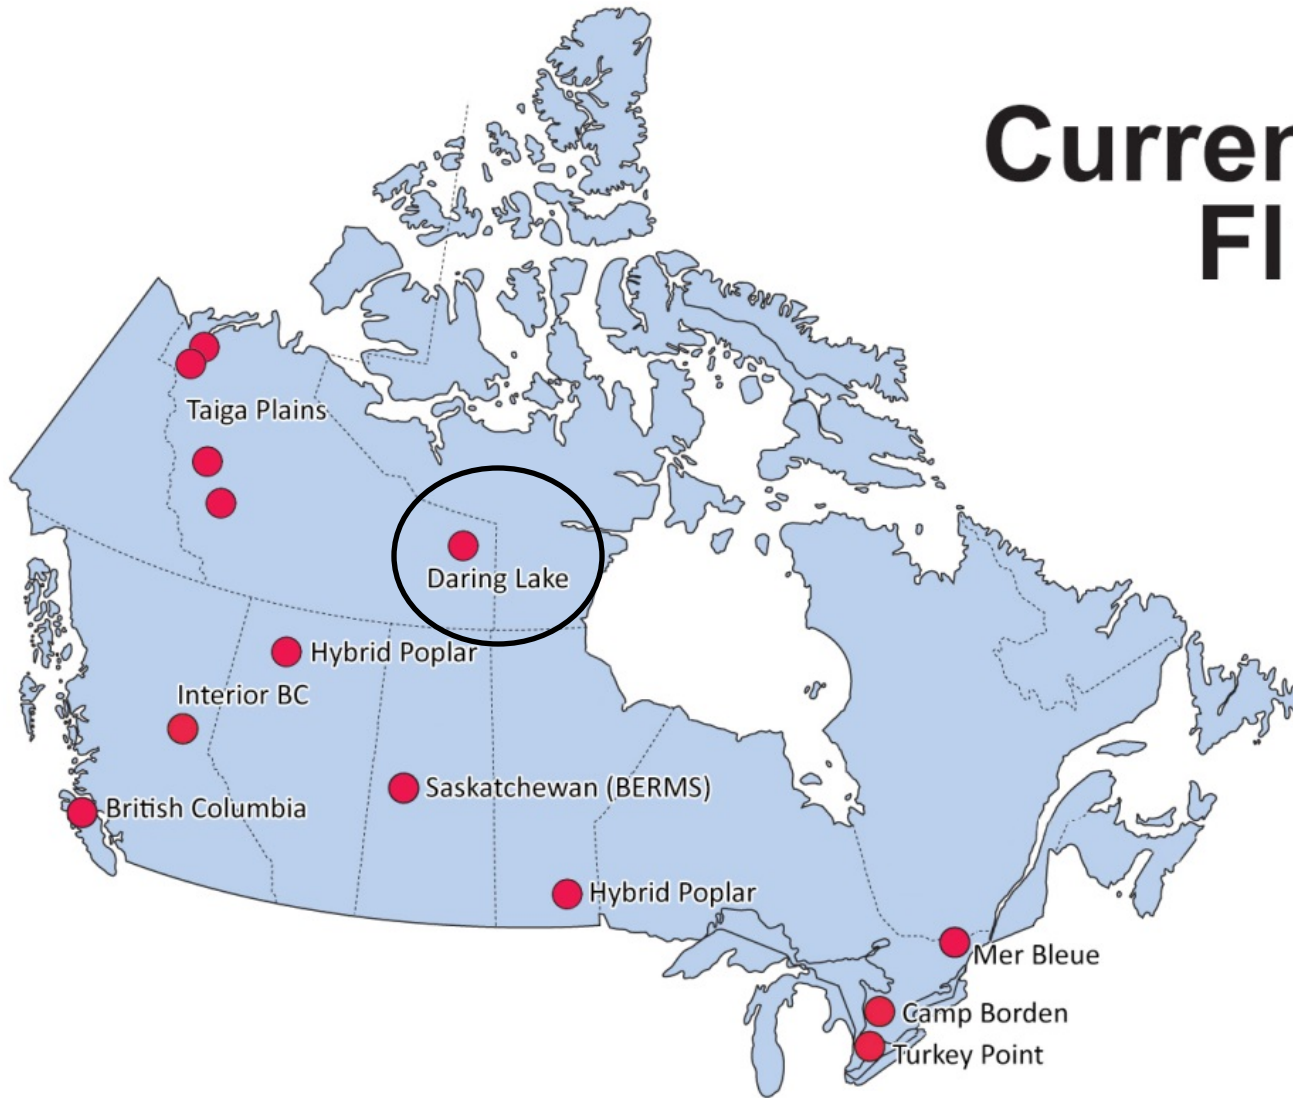 Curren
Fl
Taiga Plains
Daring Lake
Hybrid Poplar
Interior BC
Saskatchewan (BERMS)
British Columbia
Hybrid Poplar
Mer Bleue
Camp Borden
Turkey Point